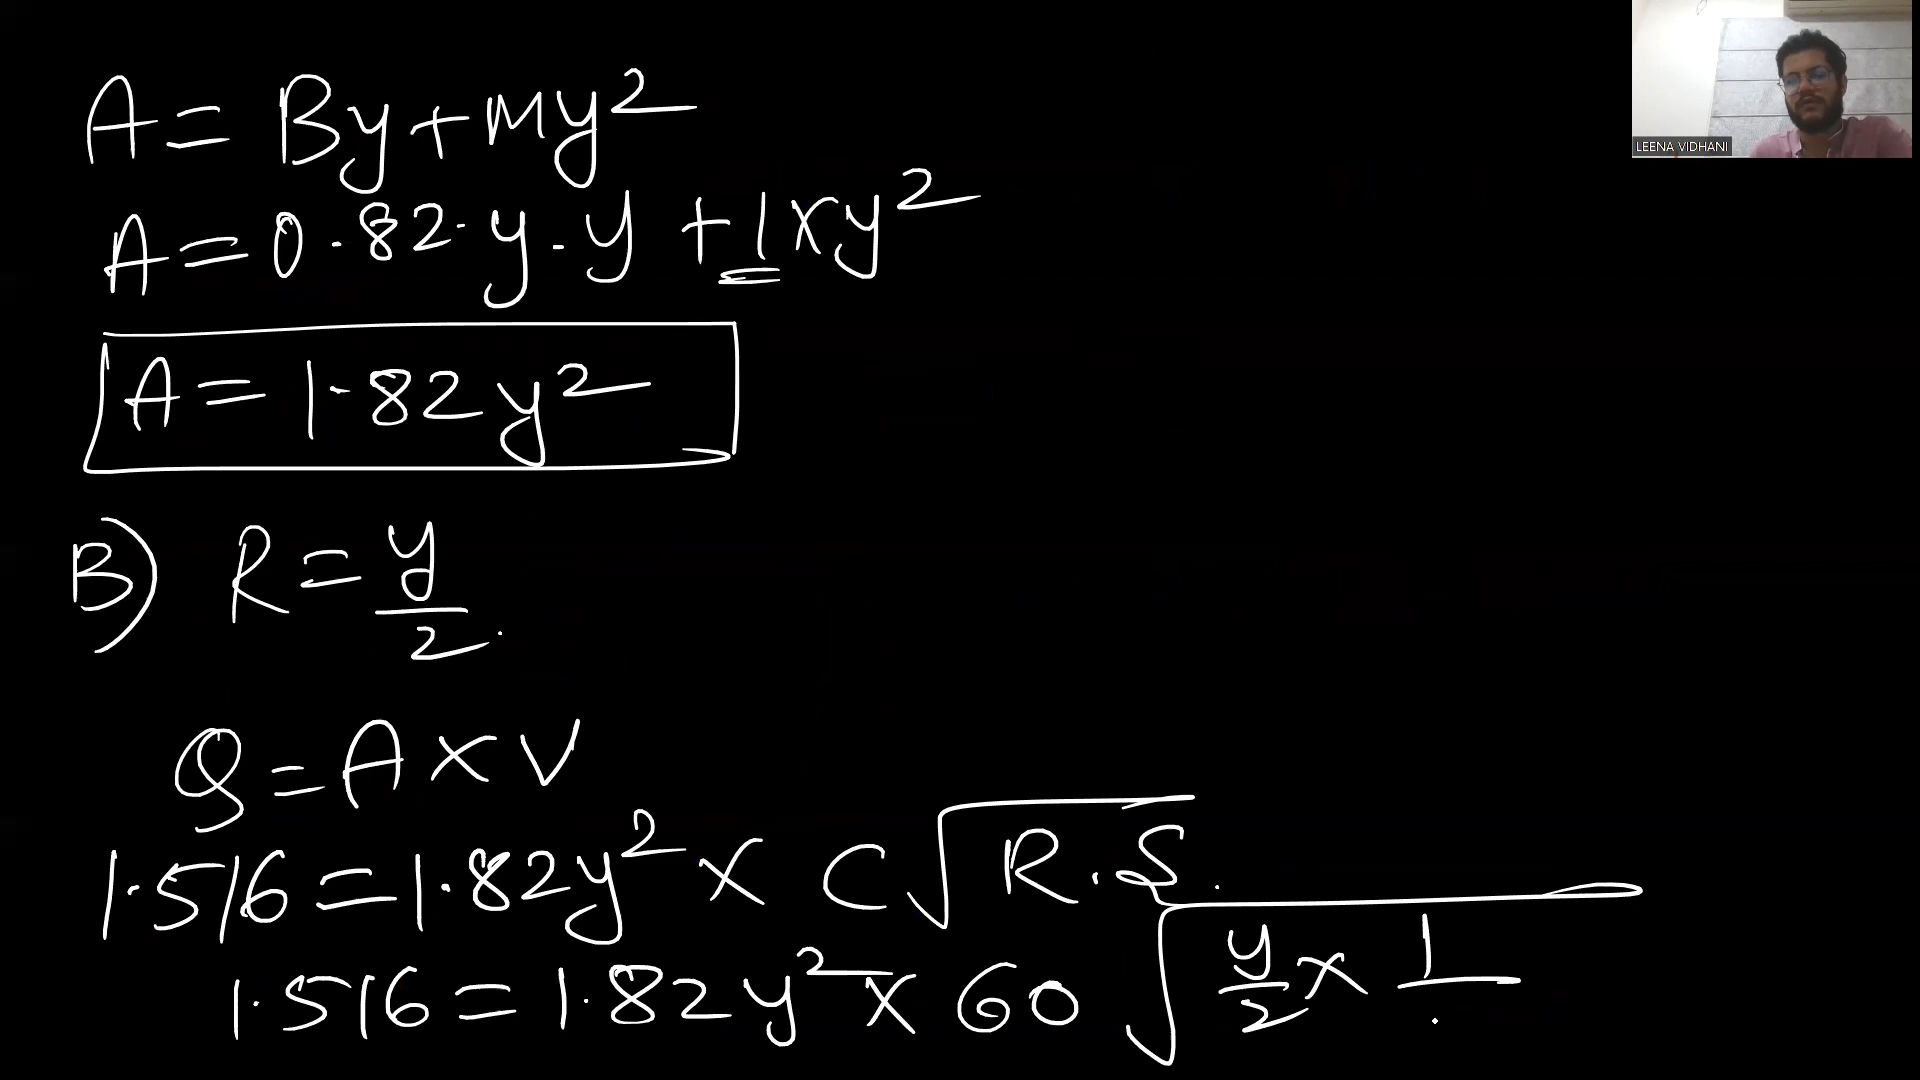 A = By + My²
LEENA VIDHANI
A = 0.82.y.y + 1xy²
A = 1.82y²
B) R = y/2
Q = A x V
1.516 = 1.82y² x C√R.S.
1.516 = 1.82y² x 60 √y/2 x 1/